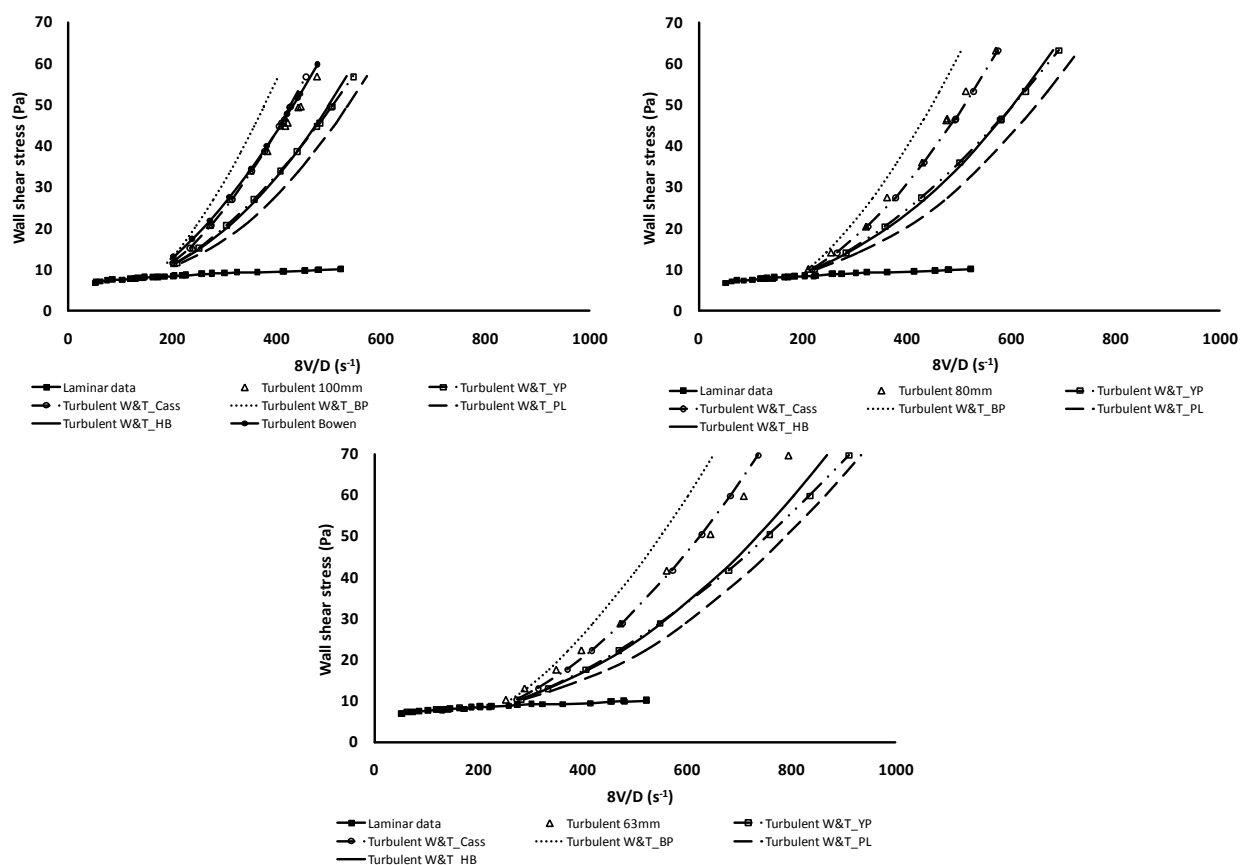 70
60
50
40
30
20
10
0
Wall shear stress (Pa)
0 200 400 600 800 1000
8V/D (s⁻¹)
Laminar data Turbulent 100mm Turbulent W&T_YP
Turbulent W&T_Cass Turbulent W&T_BP Turbulent W&T_PL
Turbulent W&T_HB Turbulent Bowen
70
60
50
40
30
20
10
0
Wall shear stress (Pa)
0 200 400 600 800 1000
8V/D (s⁻¹)
Laminar data Turbulent 80mm Turbulent W&T_YP
Turbulent W&T_Cass Turbulent W&T_BP Turbulent W&T_PL
Turbulent W&T_HB
70
60
50
40
30
20
10
0
Wall shear stress (Pa)
0 200 400 600 800 1000
8V/D (s⁻¹)
Laminar data Turbulent 63mm Turbulent W&T_YP
Turbulent W&T_Cass Turbulent W&T_BP Turbulent W&T_PL
Turbulent W&T_HB